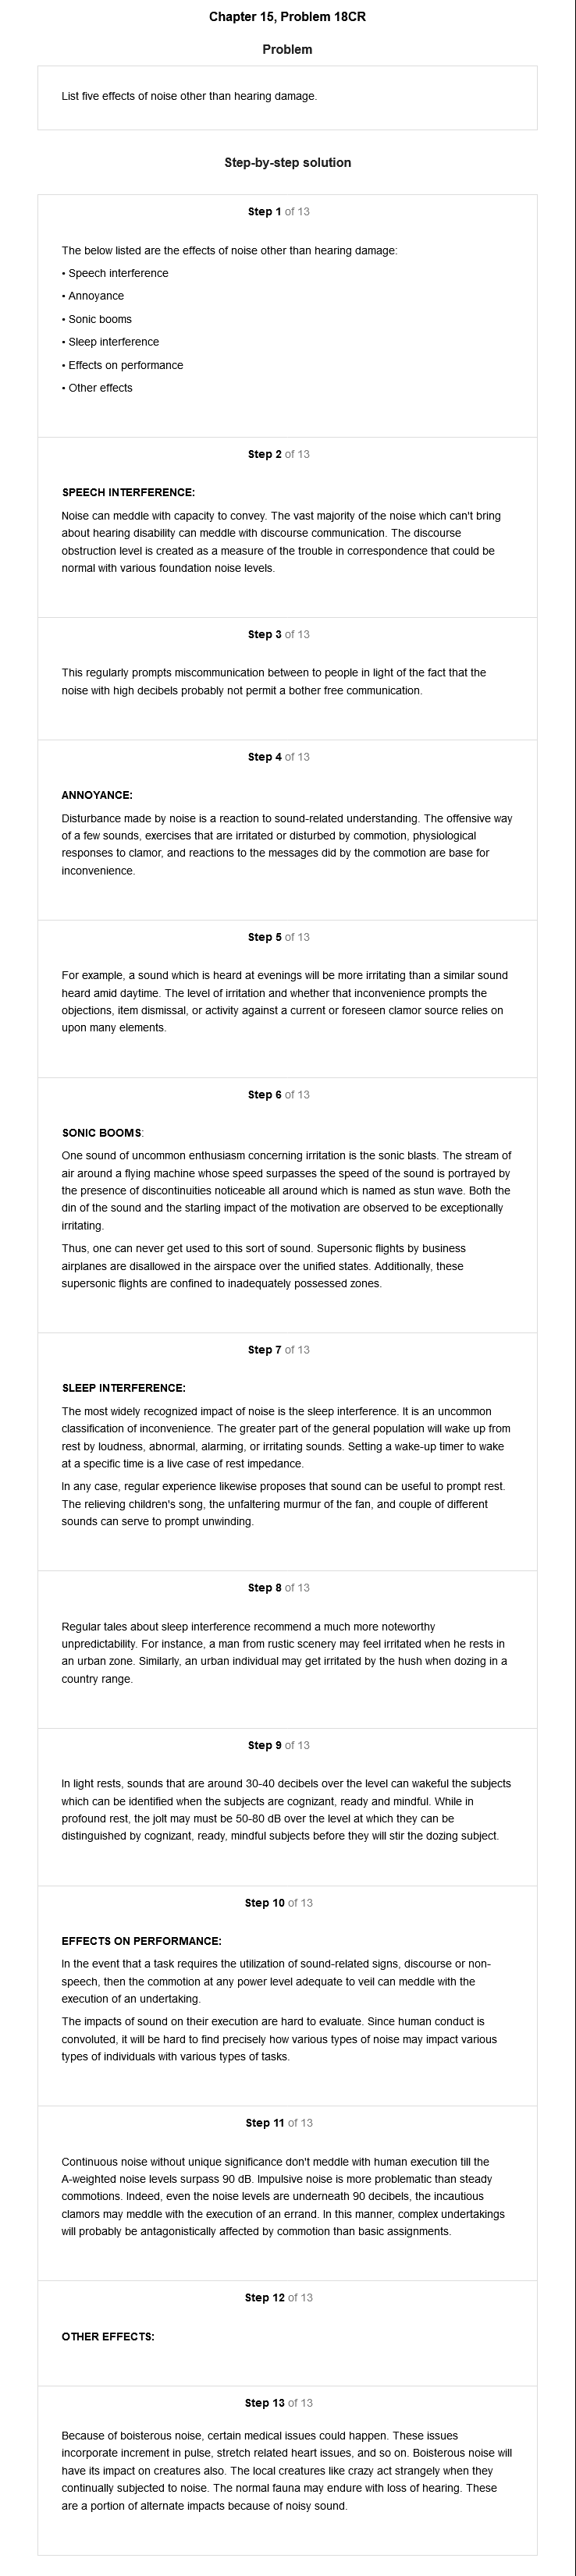 Chapter 15, Problem 18CR
Problem
List five effects of noise other than hearing damage.
Step-by-step solution
Step 1 of 13
The below listed are the effects of noise other than hearing damage:
• Speech interference
• Annoyance
• Sonic booms
• Sleep interference
• Effects on performance
• Other effects
Step 2 of 13
SPEECH INTERFERENCE:
Noise can meddle with capacity to convey. The vast majority of the noise which can't bring
about hearing disability can meddle with discourse communication. The discourse
obstruction level is created as a measure of the trouble in correspondence that could be
normal with various foundation noise levels.
Step 3 of 13
This regularly prompts miscommunication between to people in light of the fact that the
noise with high decibels probably not permit a bother free communication.
Step 4 of 13
ANNOYANCE:
Disturbance made by noise is a reaction to sound-related understanding. The offensive way
of a few sounds, exercises that are irritated or disturbed by commotion, physiological
responses to clamor, and reactions to the messages did by the commotion are base for
inconvenience.
Step 5 of 13
For example, a sound which is heard at evenings will be more irritating than a similar sound
heard amid daytime. The level of irritation and whether that inconvenience prompts the
objections, item dismissal, or activity against a current or foreseen clamor source relies on
upon many elements.
Step 6 of 13
SONIC BOOMS:
One sound of uncommon enthusiasm concerning irritation is the sonic blasts. The stream of
air around a flying machine whose speed surpasses the speed of the sound is portrayed by
the presence of discontinuities noticeable all around which is named as stun wave. Both the
din of the sound and the starling impact of the motivation are observed to be exceptionally
irritating.
Thus, one can never get used to this sort of sound. Supersonic flights by business
airplanes are disallowed in the airspace over the unified states. Additionally, these
supersonic flights are confined to inadequately possessed zones.
Step 7 of 13
SLEEP INTERFERENCE:
The most widely recognized impact of noise is the sleep interference. It is an uncommon
classification of inconvenience. The greater part of the general population will wake up from
rest by loudness, abnormal, alarming, or irritating sounds. Setting a wake-up timer to wake
at a specific time is a live case of rest impedance.
In any case, regular experience likewise proposes that sound can be useful to prompt rest.
The relieving children's song, the unfaltering murmur of the fan, and couple of different
sounds can serve to prompt unwinding.
Step 8 of 13
Regular tales about sleep interference recommend a much more noteworthy
unpredictability. For instance, a man from rustic scenery may feel irritated when he rests in
an urban zone. Similarly, an urban individual may get irritated by the hush when dozing in a
country range.
Step 9 of 13
In light rests, sounds that are around 30-40 decibels over the level can wakeful the subjects
which can be identified when the subjects are cognizant, ready and mindful. While in
profound rest, the jolt may must be 50-80 dB over the level at which they can be
distinguished by cognizant, ready, mindful subjects before they will stir the dozing subject.
Step 10 of 13
EFFECTS ON PERFORMANCE:
In the event that a task requires the utilization of sound-related signs, discourse or non-
speech, then the commotion at any power level adequate to veil can meddle with the
execution of an undertaking.
The impacts of sound on their execution are hard to evaluate. Since human conduct is
convoluted, it will be hard to find precisely how various types of noise may impact various
types of individuals with various types of tasks.
Step 11 of 13
Continuous noise without unique significance don't meddle with human execution till the
A-weighted noise levels surpass 90 dB. Impulsive noise is more problematic than steady
commotions. Indeed, even the noise levels are underneath 90 decibels, the incautious
clamors may meddle with the execution of an errand. In this manner, complex undertakings
will probably be antagonistically affected by commotion than basic assignments.
Step 12 of 13
OTHER EFFECTS:
Step 13 of 13
Because of boisterous noise, certain medical issues could happen. These issues
incorporate increment in pulse, stretch related heart issues, and so on. Boisterous noise will
have its impact on creatures also. The local creatures like crazy act strangely when they
continually subjected to noise. The normal fauna may endure with loss of hearing. These
are a portion of alternate impacts because of noisy sound.